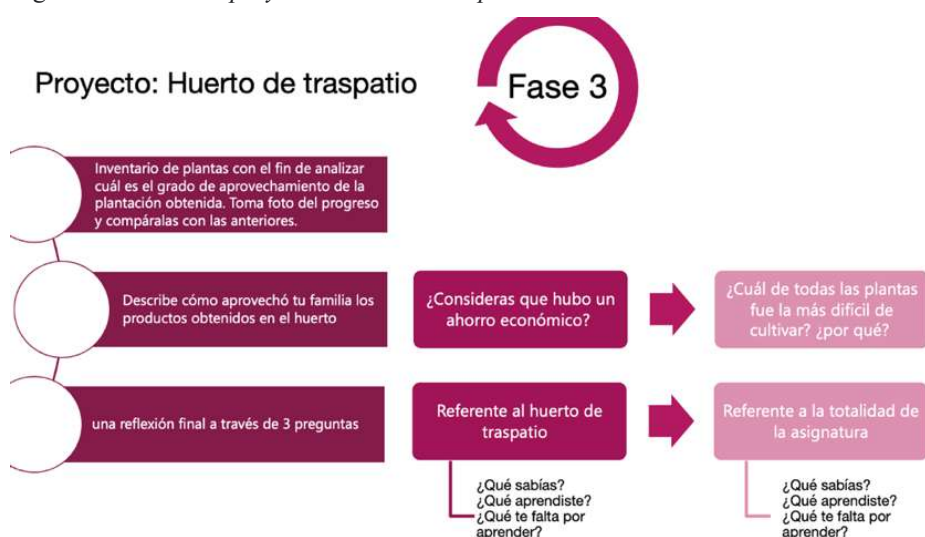 Proyecto: Huerto de traspatio
Fase 3
Inventario de plantas con el fin de analizar
cuál es el grado de aprovechamiento de la
plantación obtenida. Toma foto del progreso
y compáralas con las anteriores.
Describe cómo aprovechó tu familia los
productos obtenidos en el huerto
¿Consideras que hubo un
ahorro económico?
¿Cuál de todas las plantas
fue la más difícil de
cultivar? ¿por qué?
una reflexión final a través de 3 preguntas
Referente al huerto de
traspatio
Referente a la totalidad de
la asignatura
¿Qué sabías?
¿Qué aprendiste?
¿Qué te falta por
aprender?
¿Qué sabías?
¿Qué aprendiste?
¿Qué te falta por
aprender?